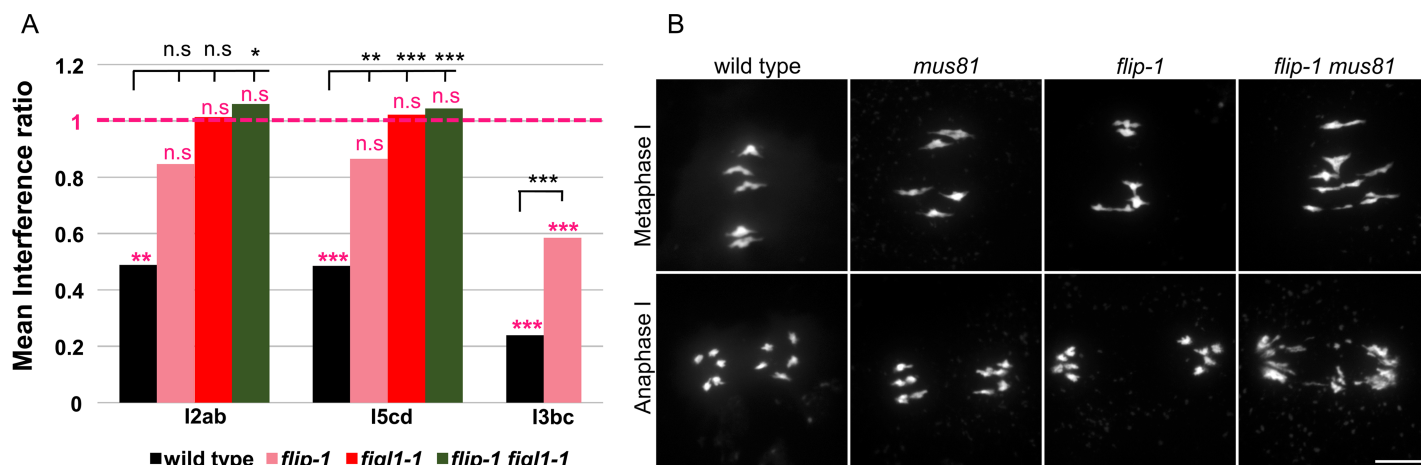 A
Mean Interference ratio
1.2
1
0.8
0.6
0.4
0.2
0
n.s n.s *
** *** ***
***
** n.s n.s n.s
*** n.s n.s n.s
*** ***
I2ab I5cd I3bc
wild type flip-1 figl1-1 flip-1 figl1-1
B
wild type mus81 flip-1 flip-1 mus81
Metaphase I
Anaphase I